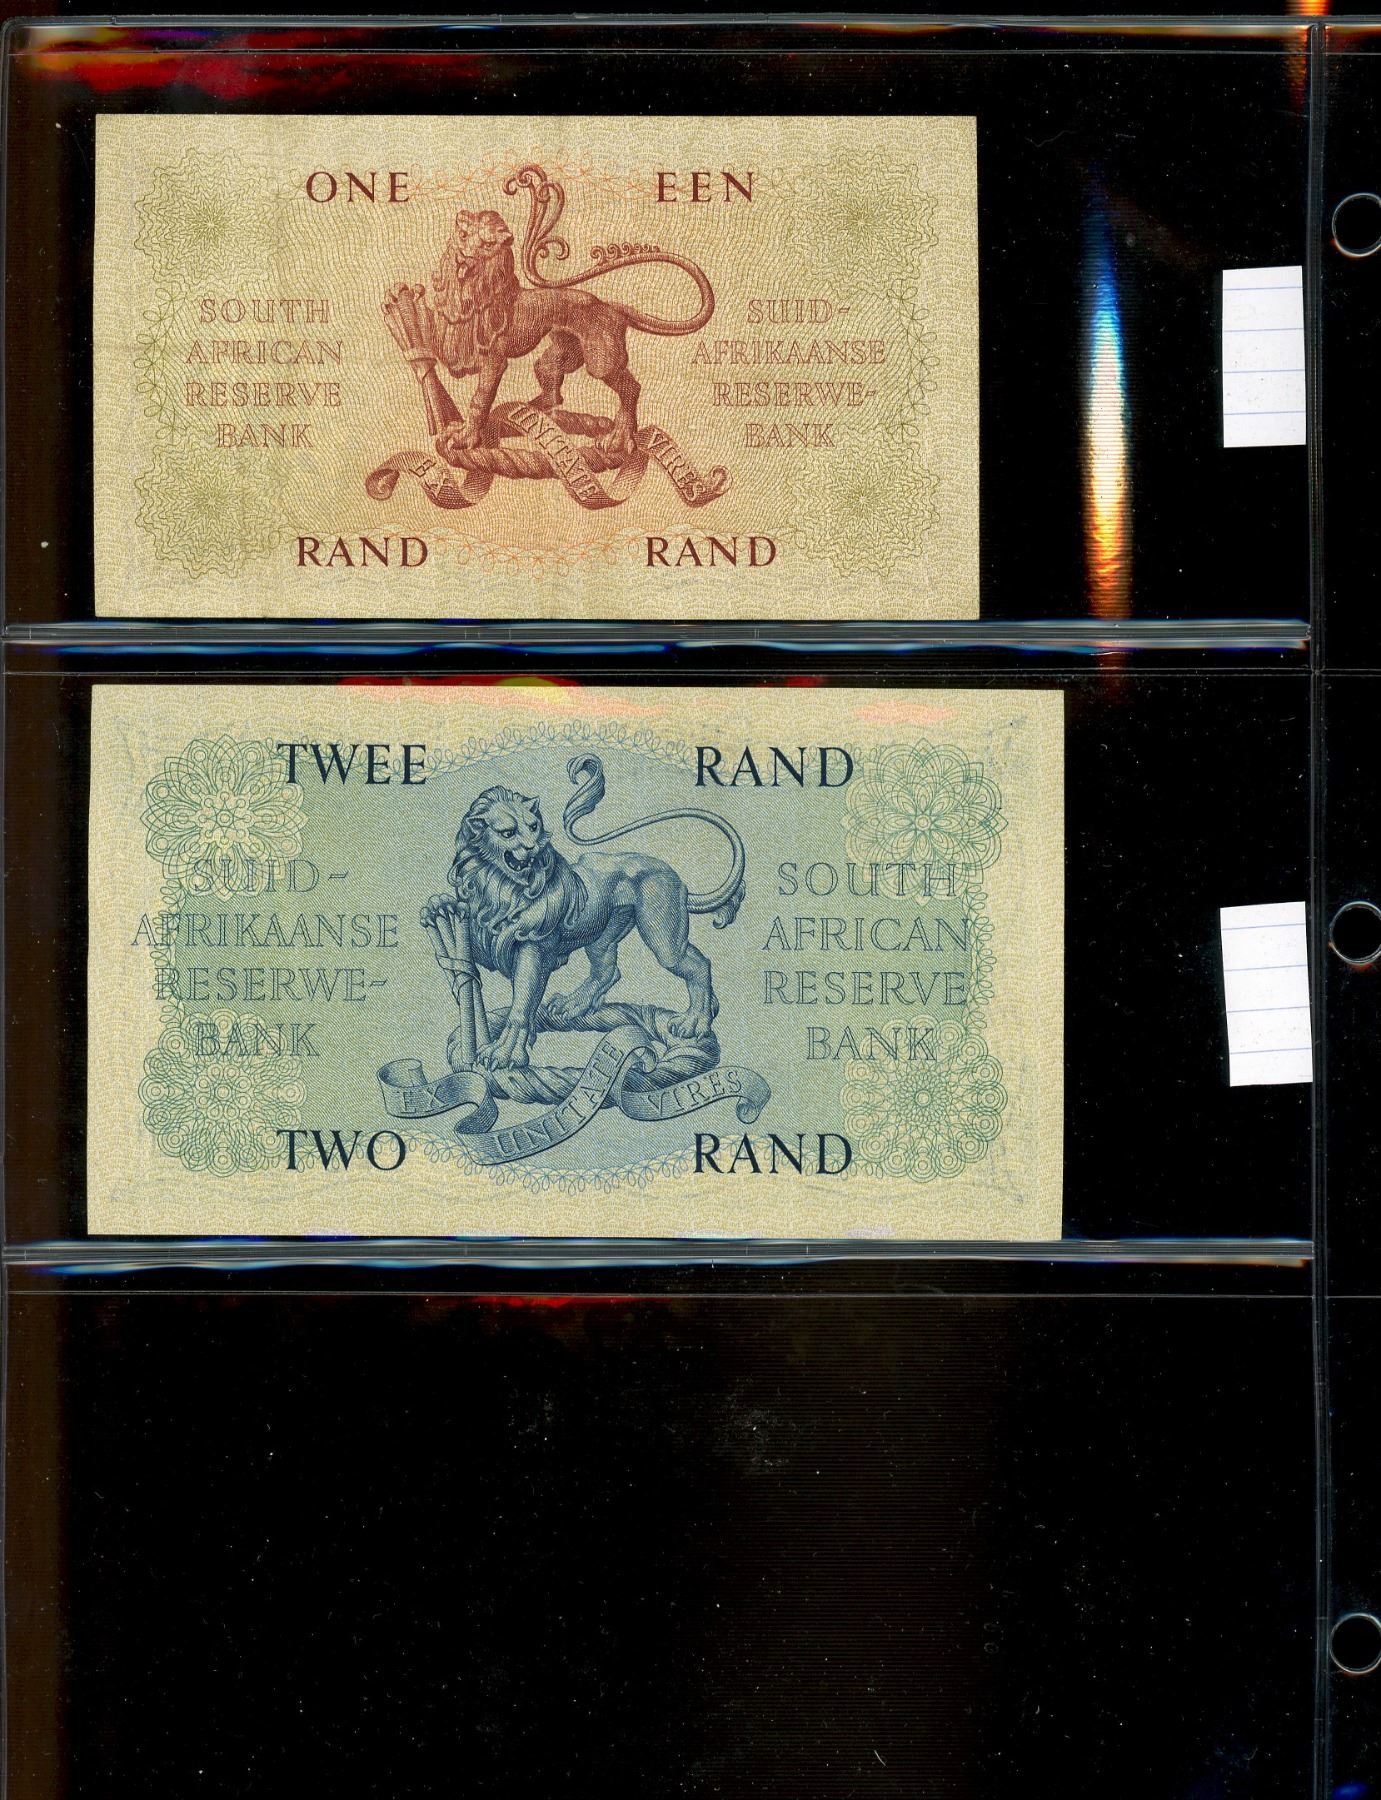 ONE EEN
SOUTH
AFRICAN
RESERVE
BANK
SUID-
AFRIKAANSE
RESERWE-
BANK
EX UNITATE VIRES
RAND RAND
TWEE RAND
SUID-
AFRIKAANSE
RESERWE-
BANK
SOUTH
AFRICAN
RESERVE
BANK
EX UNITATE VIRES
TWO RAND